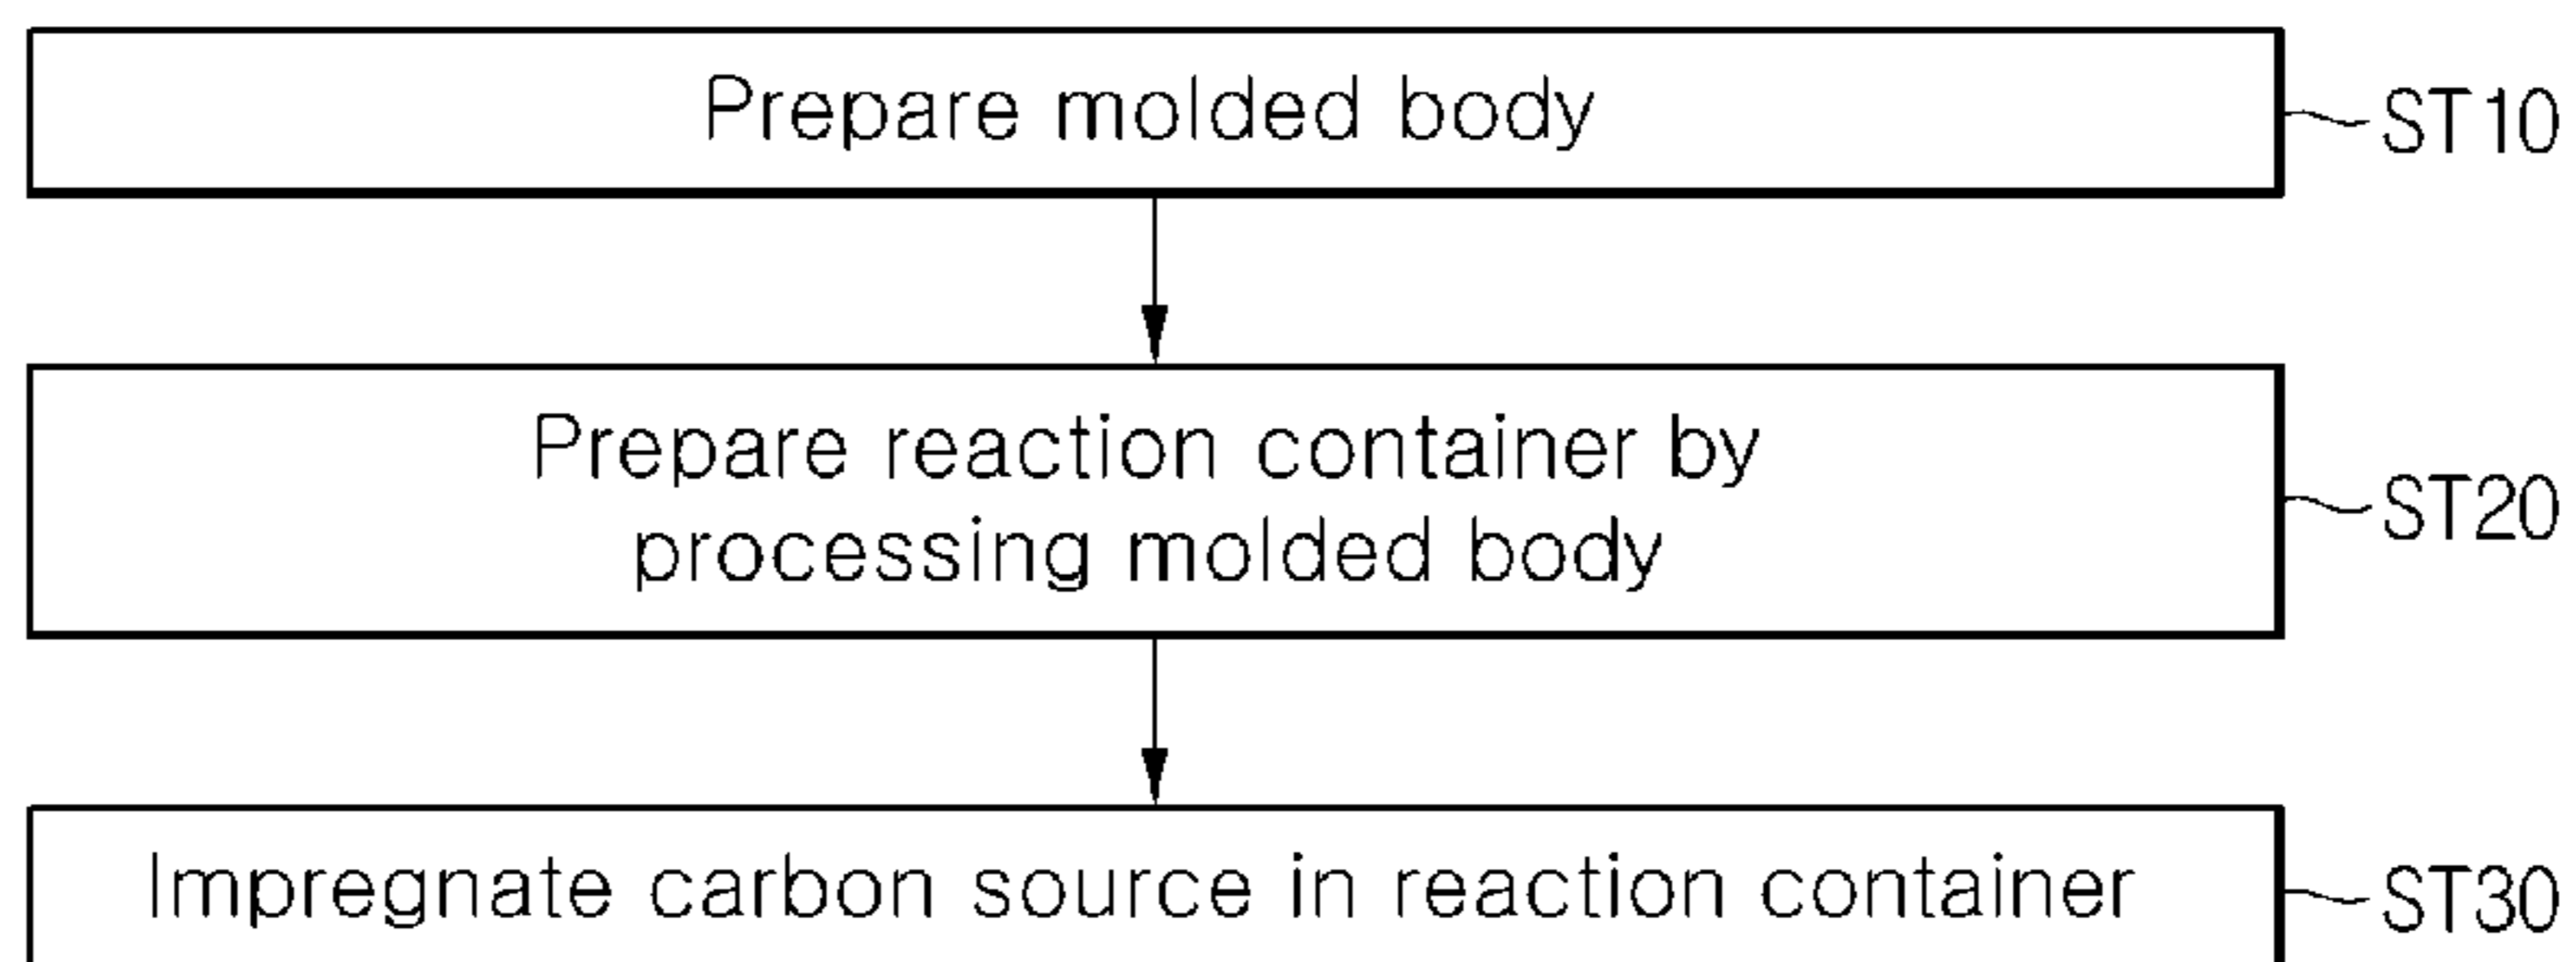 Prepare molded body
ST10
Prepare reaction container by
processing molded body
ST20
Impregnate carbon source in reaction container
ST30